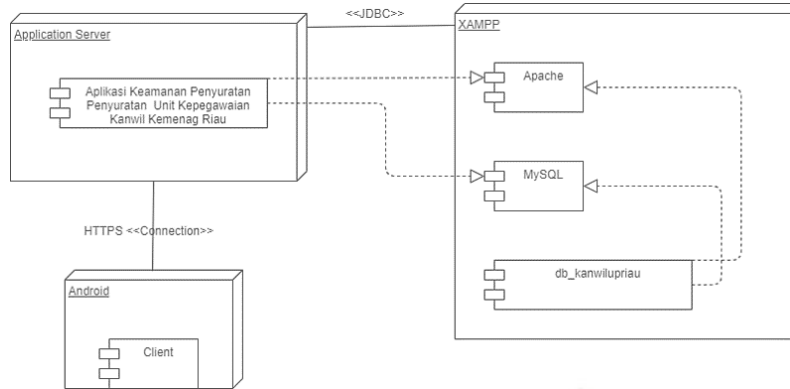 <<JDBC>>
Application Server
XAMPP
Aplikasi Keamanan Penyuratan
Penyuratan Unit Kepegawaian
Kanwil Kemenag Riau
Apache
MySQL
HTTPS <<Connection>>
db_kanwilupriau
Android
Client